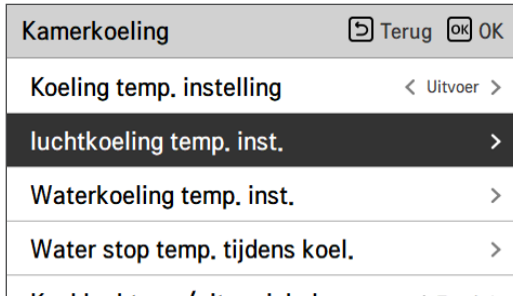 Kamerkoeling Terug OK OK
Koeling temp. instelling < Uitvoer >
luchtkoeling temp. inst. >
Waterkoeling temp. inst. >
Water stop temp. tijdens koel. >